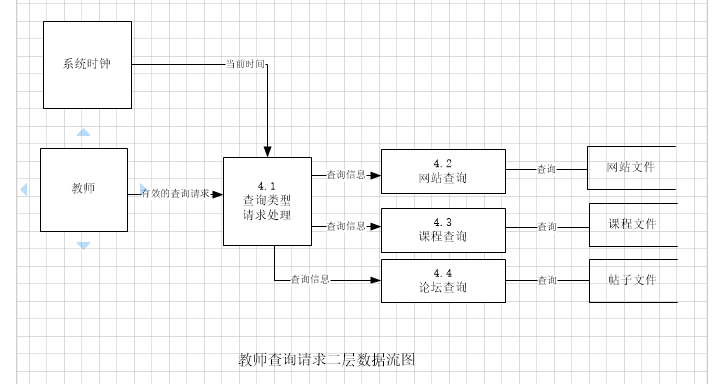 系统时钟
当前时间
教师
有效的查询请求
4.1
查询类型
请求处理
查询信息
4.2
网站查询
查询
网站文件
查询信息
4.3
课程查询
查询
课程文件
查询信息
4.4
论坛查询
查询
帖子文件
教师查询请求二层数据流图